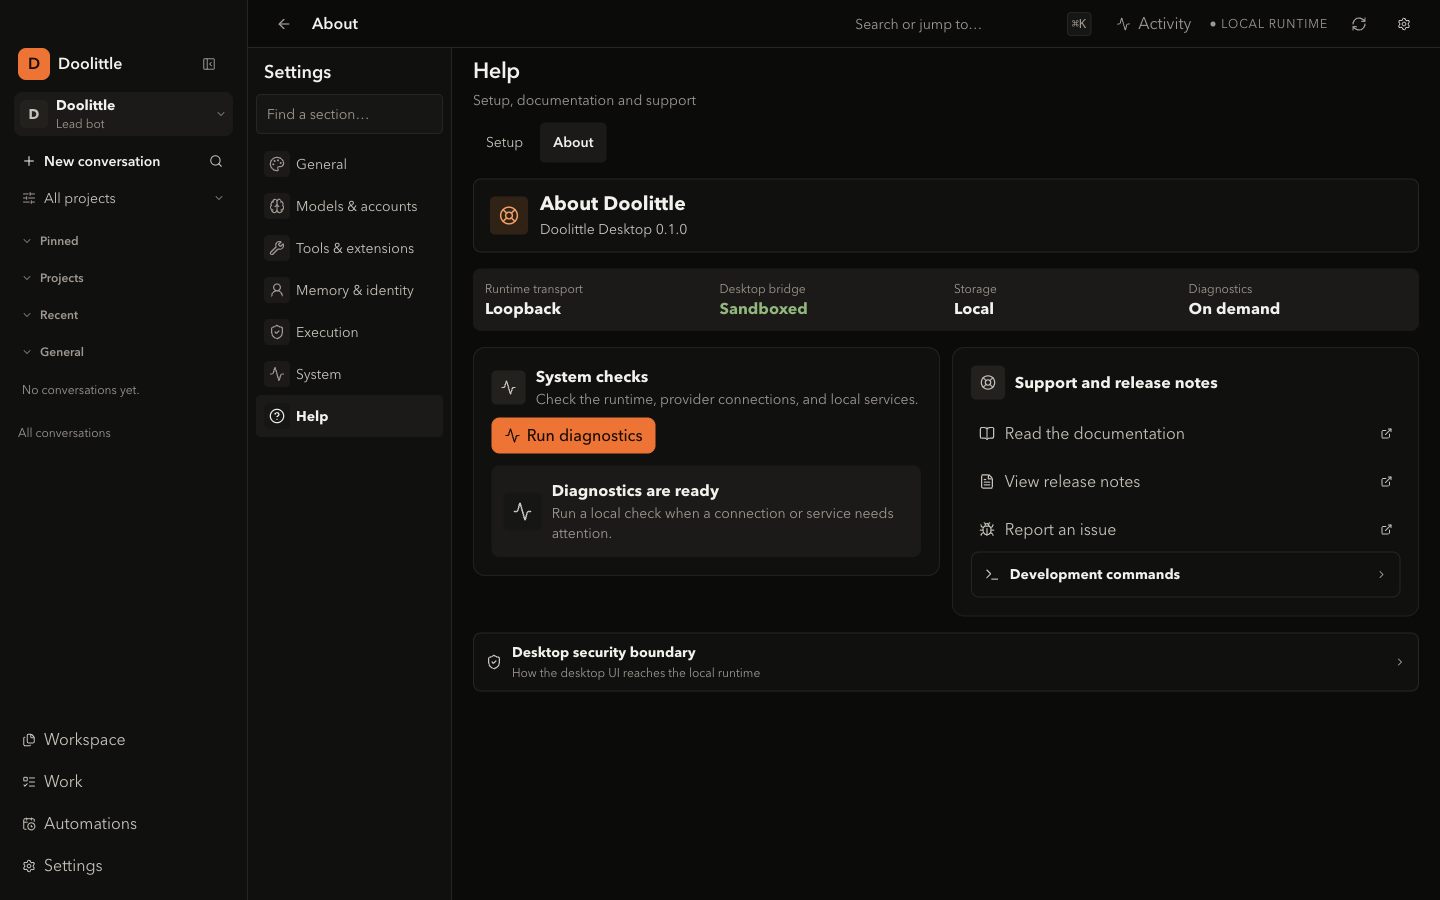 D Doolittle
D Doolittle
Lead bot
New conversation
All projects
Pinned
Projects
Recent
General
No conversations yet.
All conversations
Workspace
Work
Automations
Settings
About
Search or jump to…
⌘K
Activity
LOCAL RUNTIME
Settings
Find a section…
General
Models & accounts
Tools & extensions
Memory & identity
Execution
System
Help
Help
Setup, documentation and support
Setup
About
About Doolittle
Doolittle Desktop 0.1.0
Runtime transport
Loopback
Desktop bridge
Sandboxed
Storage
Local
Diagnostics
On demand
System checks
Check the runtime, provider connections, and local services.
Run diagnostics
Diagnostics are ready
Run a local check when a connection or service needs
attention.
Support and release notes
Read the documentation
View release notes
Report an issue
Development commands
Desktop security boundary
How the desktop UI reaches the local runtime